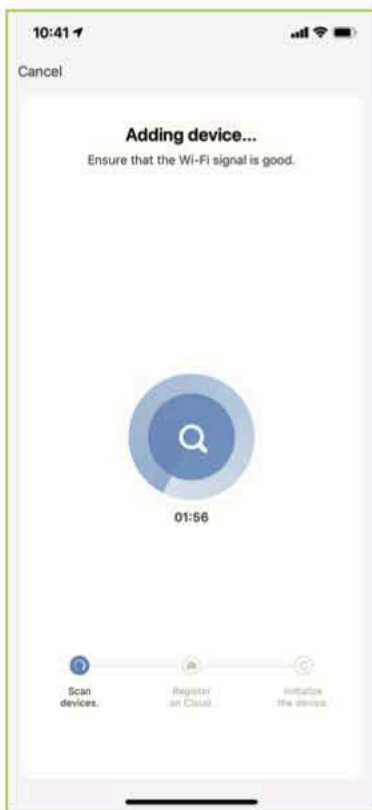 10:41
Cancel
Adding device...
Ensure that the Wi-Fi signal is good.
01:56
Scan
devices.
Register
on Cloud
Initialize
the device.